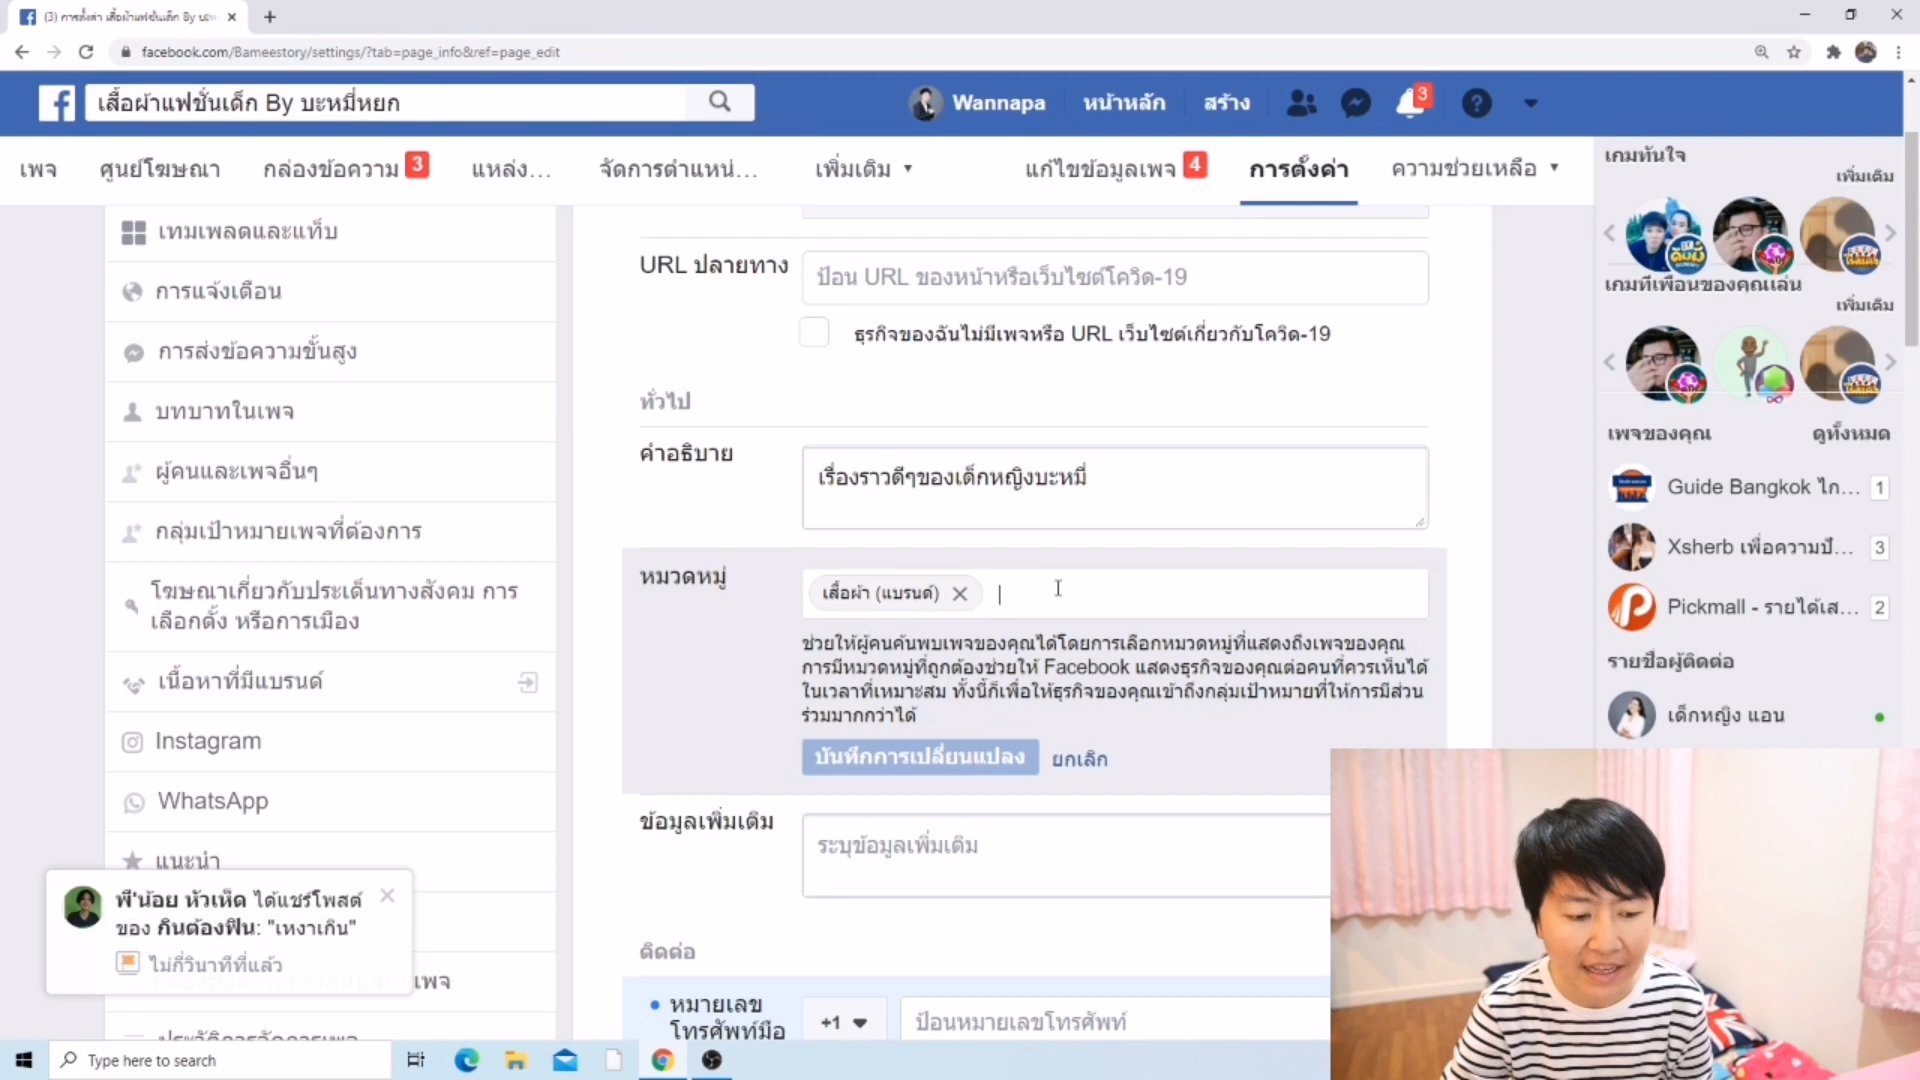 (3) การตั้งค่า เสื้อผ้าแฟชั่นเด็ก By บะห
facebook.com/Bameestory/settings/?tab=page_info&ref=page_edit
เสื้อผ้าแฟชั่นเด็ก By บะหมี่หยก
Wannapa
หน้าหลัก
สร้าง
3
เพจ
ศูนย์โฆษณา
กล่องข้อความ 3
แหล่ง...
จัดการตำแหน่...
เพิ่มเติม
แก้ไขข้อมูลเพจ 4
การตั้งค่า
ความช่วยเหลือ
เทมเพลตและแท็บ
การแจ้งเตือน
การส่งข้อความขั้นสูง
บทบาทในเพจ
ผู้คนและเพจอื่นๆ
กลุ่มเป้าหมายเพจที่ต้องการ
โฆษณาเกี่ยวกับประเด็นทางสังคม การ
เลือกตั้ง หรือการเมือง
เนื้อหาที่มีแบรนด์
Instagram
WhatsApp
แนะนำ
พี'น้อย หัวเห็ด ได้แชร์โพสต์
ของ กินต้องฟิน: "เหงาเกิน"
ไม่กี่วินาทีที่แล้ว
URL ปลายทาง
ป้อน URL ของหน้าหรือเว็บไซต์โควิด-19
ธุรกิจของฉันไม่มีเพจหรือ URL เว็บไซต์เกี่ยวกับโควิด-19
ทั่วไป
คำอธิบาย
เรื่องราวดีๆของเด็กหญิงบะหมี่
หมวดหมู่
เสื้อผ้า (แบรนด์)
ช่วยให้ผู้คนค้นพบเพจของคุณได้โดยการเลือกหมวดหมู่ที่แสดงถึงเพจของคุณ
การมีหมวดหมู่ที่ถูกต้องช่วยให้ Facebook แสดงธุรกิจของคุณต่อคนที่ควรเห็นได้
ในเวลาที่เหมาะสม ทั้งนี้ก็เพื่อให้ธุรกิจของคุณเข้าถึงกลุ่มเป้าหมายที่ให้การมีส่วน
ร่วมมากกว่าได้
บันทึกการเปลี่ยนแปลง
ยกเลิก
ข้อมูลเพิ่มเติม
ระบุข้อมูลเพิ่มเติม
ติดต่อ
หมายเลข
โทรศัพท์มือ
+1
ป้อนหมายเลขโทรศัพท์
เกมทันใจ
เพิ่มเติม
เกมที่เพื่อนของคุณเล่น
เพิ่มเติม
เพจของคุณ
ดูทั้งหมด
Guide Bangkok ไก... 1
Xsherb เพื่อความป์... 3
Pickmall - รายได้เส... 2
รายชื่อผู้ติดต่อ
เด็กหญิง แอน
Type here to search